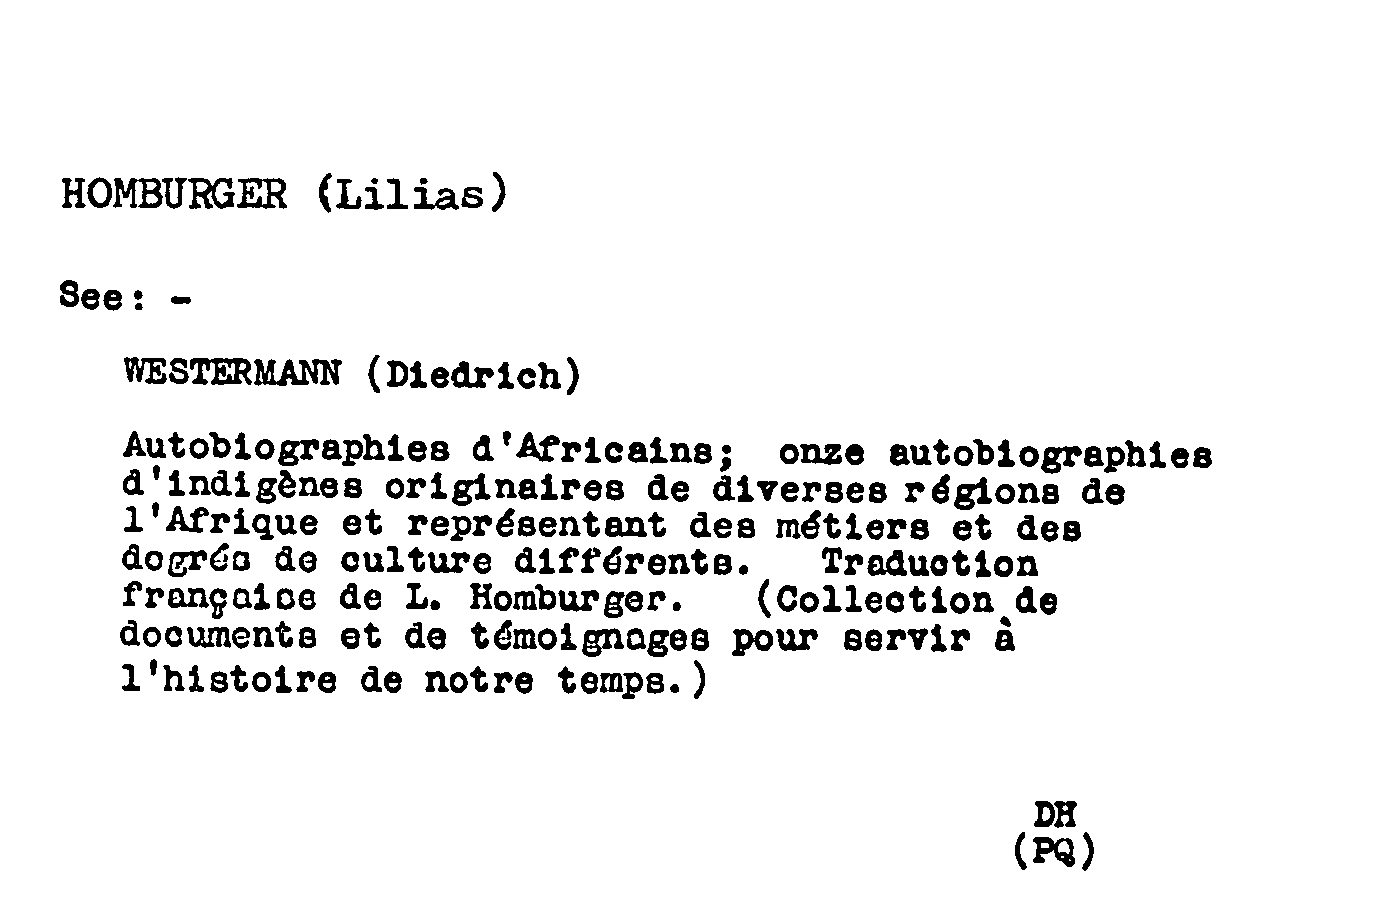 HOMBURGER (Lilias)
See: -
WESTERMANN (Diedrich)
Autobiographies d'Africains; onze autobiographies
d'indigènes originaires de diverses régions de
l'Afrique et représentant des métiers et des
degrés de culture différents. Traduction
française de L. Homburger. (Collection de
documents et de témoignages pour servir à
l'histoire de notre temps.)
DH
(PQ)